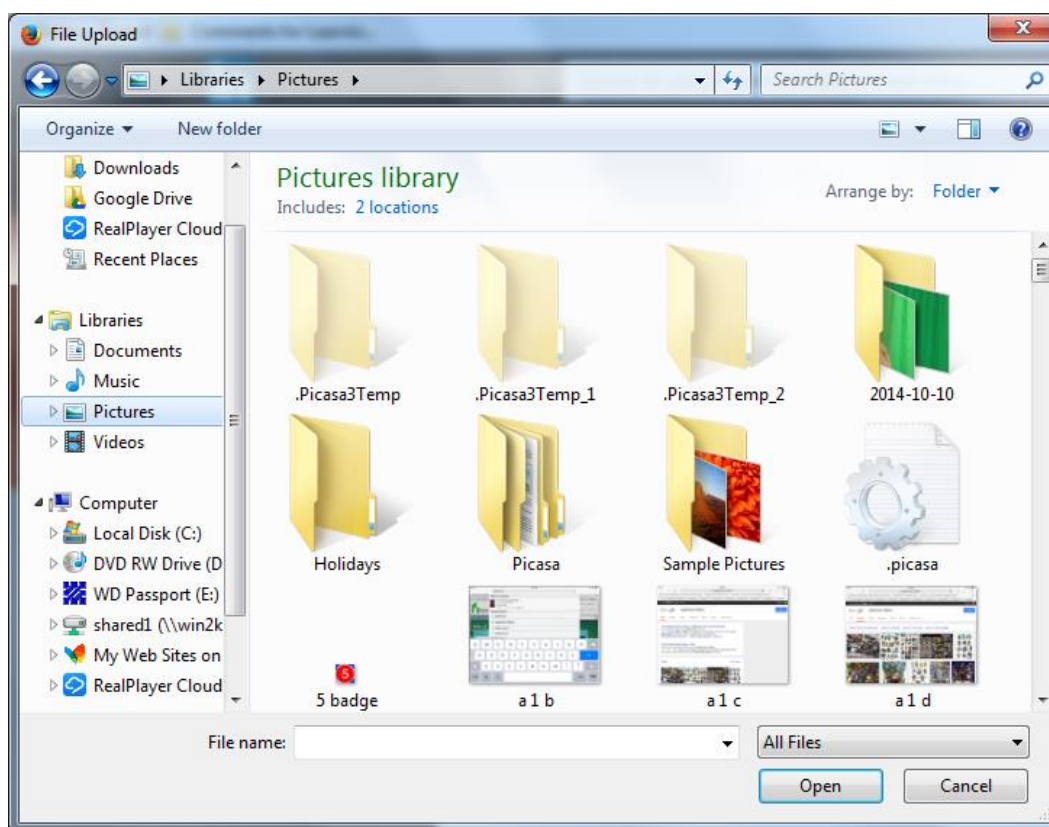 File Upload
Libraries Pictures
Search Pictures
Organize New folder
Downloads
Google Drive
RealPlayer Cloud
Recent Places
Libraries
Documents
Music
Pictures
Videos
Computer
Local Disk (C:)
DVD RW Drive (D
WD Passport (E:)
shared1 (\\win2k
My Web Sites on
RealPlayer Cloud
Pictures library
Includes: 2 locations
Arrange by: Folder
.Picasa3Temp .Picasa3Temp_1 .Picasa3Temp_2 2014-10-10
Holidays Picasa Sample Pictures .picasa
5
5 badge a 1 b a 1 c a 1 d
File name: All Files
Open Cancel